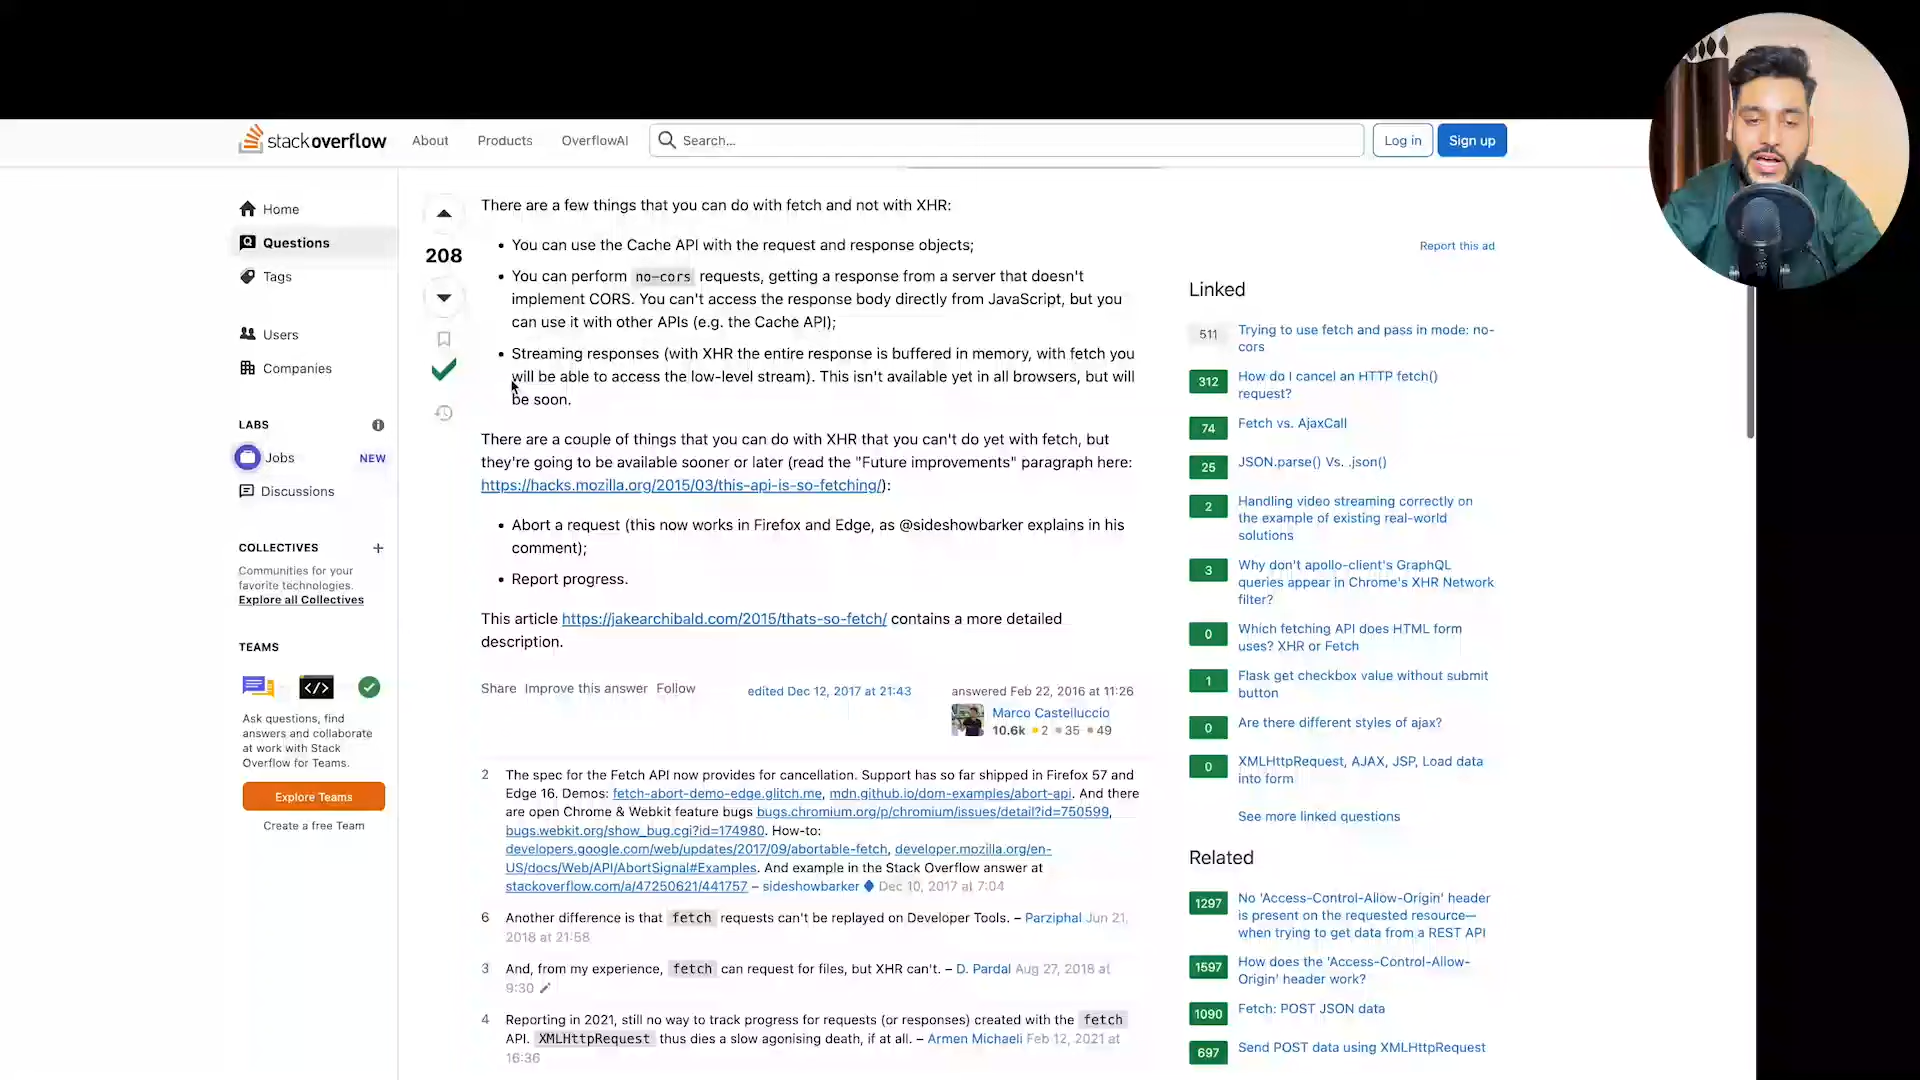 stackoverflow
About
Products
OverflowAI
Search...
Log in
Sign up
Home
Questions
Tags
Users
Companies
LABS
Jobs
NEW
Discussions
COLLECTIVES
Communities for your
favorite technologies.
Explore all Collectives
TEAMS
Ask questions, find
answers and collaborate
at work with Stack
Overflow for Teams.
Explore Teams
Create a free Team
208
There are a few things that you can do with fetch and not with XHR:
• You can use the Cache API with the request and response objects;
• You can perform no-cors requests, getting a response from a server that doesn't
implement CORS. You can't access the response body directly from JavaScript, but you
can use it with other APIs (e.g. the Cache API);
• Streaming responses (with XHR the entire response is buffered in memory, with fetch you
will be able to access the low-level stream). This isn't available yet in all browsers, but will
be soon.
There are a couple of things that you can do with XHR that you can't do yet with fetch, but
they're going to be available sooner or later (read the "Future improvements" paragraph here:
https://hacks.mozilla.org/2015/03/this-api-is-so-fetching/):
• Abort a request (this now works in Firefox and Edge, as @sideshowbarker explains in his
comment);
• Report progress.
This article https://jakearchibald.com/2015/thats-so-fetch/ contains a more detailed
description.
Share Improve this answer Follow
edited Dec 12, 2017 at 21:43
answered Feb 22, 2016 at 11:26
Marco Castelluccio
10.6k •2 •35 •49
2 The spec for the Fetch API now provides for cancellation. Support has so far shipped in Firefox 57 and
Edge 16. Demos: fetch-abort-demo-edge.glitch.me, mdn.github.io/dom-examples/abort-api. And there
are open Chrome & Webkit feature bugs bugs.chromium.org/p/chromium/issues/detail?id=750599,
bugs.webkit.org/show_bug.cgi?id=174980. How-to:
developers.google.com/web/updates/2017/09/abortable-fetch, developer.mozilla.org/en-
US/docs/Web/API/AbortSignal#Examples. And example in the Stack Overflow answer at
stackoverflow.com/a/47250621/441757 – sideshowbarker Dec 10, 2017 at 7:04
6 Another difference is that fetch requests can't be replayed on Developer Tools. – Parziphal Jun 21,
2018 at 21:58
3 And, from my experience, fetch can request for files, but XHR can't. – D. Pardal Aug 27, 2018 at
9:30
4 Reporting in 2021, still no way to track progress for requests (or responses) created with the fetch
API. XMLHttpRequest thus dies a slow agonising death, if at all. – Armen Michaeli Feb 12, 2021 at
16:36
Report this ad
Linked
511 Trying to use fetch and pass in mode: no-
cors
312 How do I cancel an HTTP fetch()
request?
74 Fetch vs. AjaxCall
25 JSON.parse() Vs. .json()
2 Handling video streaming correctly on
the example of existing real-world
solutions
3 Why don't apollo-client's GraphQL
queries appear in Chrome's XHR Network
filter?
0 Which fetching API does HTML form
uses? XHR or Fetch
1 Flask get checkbox value without submit
button
0 Are there different styles of ajax?
0 XMLHttpRequest, AJAX, JSP, Load data
into form
See more linked questions
Related
1297 No 'Access-Control-Allow-Origin' header
is present on the requested resource—
when trying to get data from a REST API
1597 How does the 'Access-Control-Allow-
Origin' header work?
1090 Fetch: POST JSON data
697 Send POST data using XMLHttpRequest